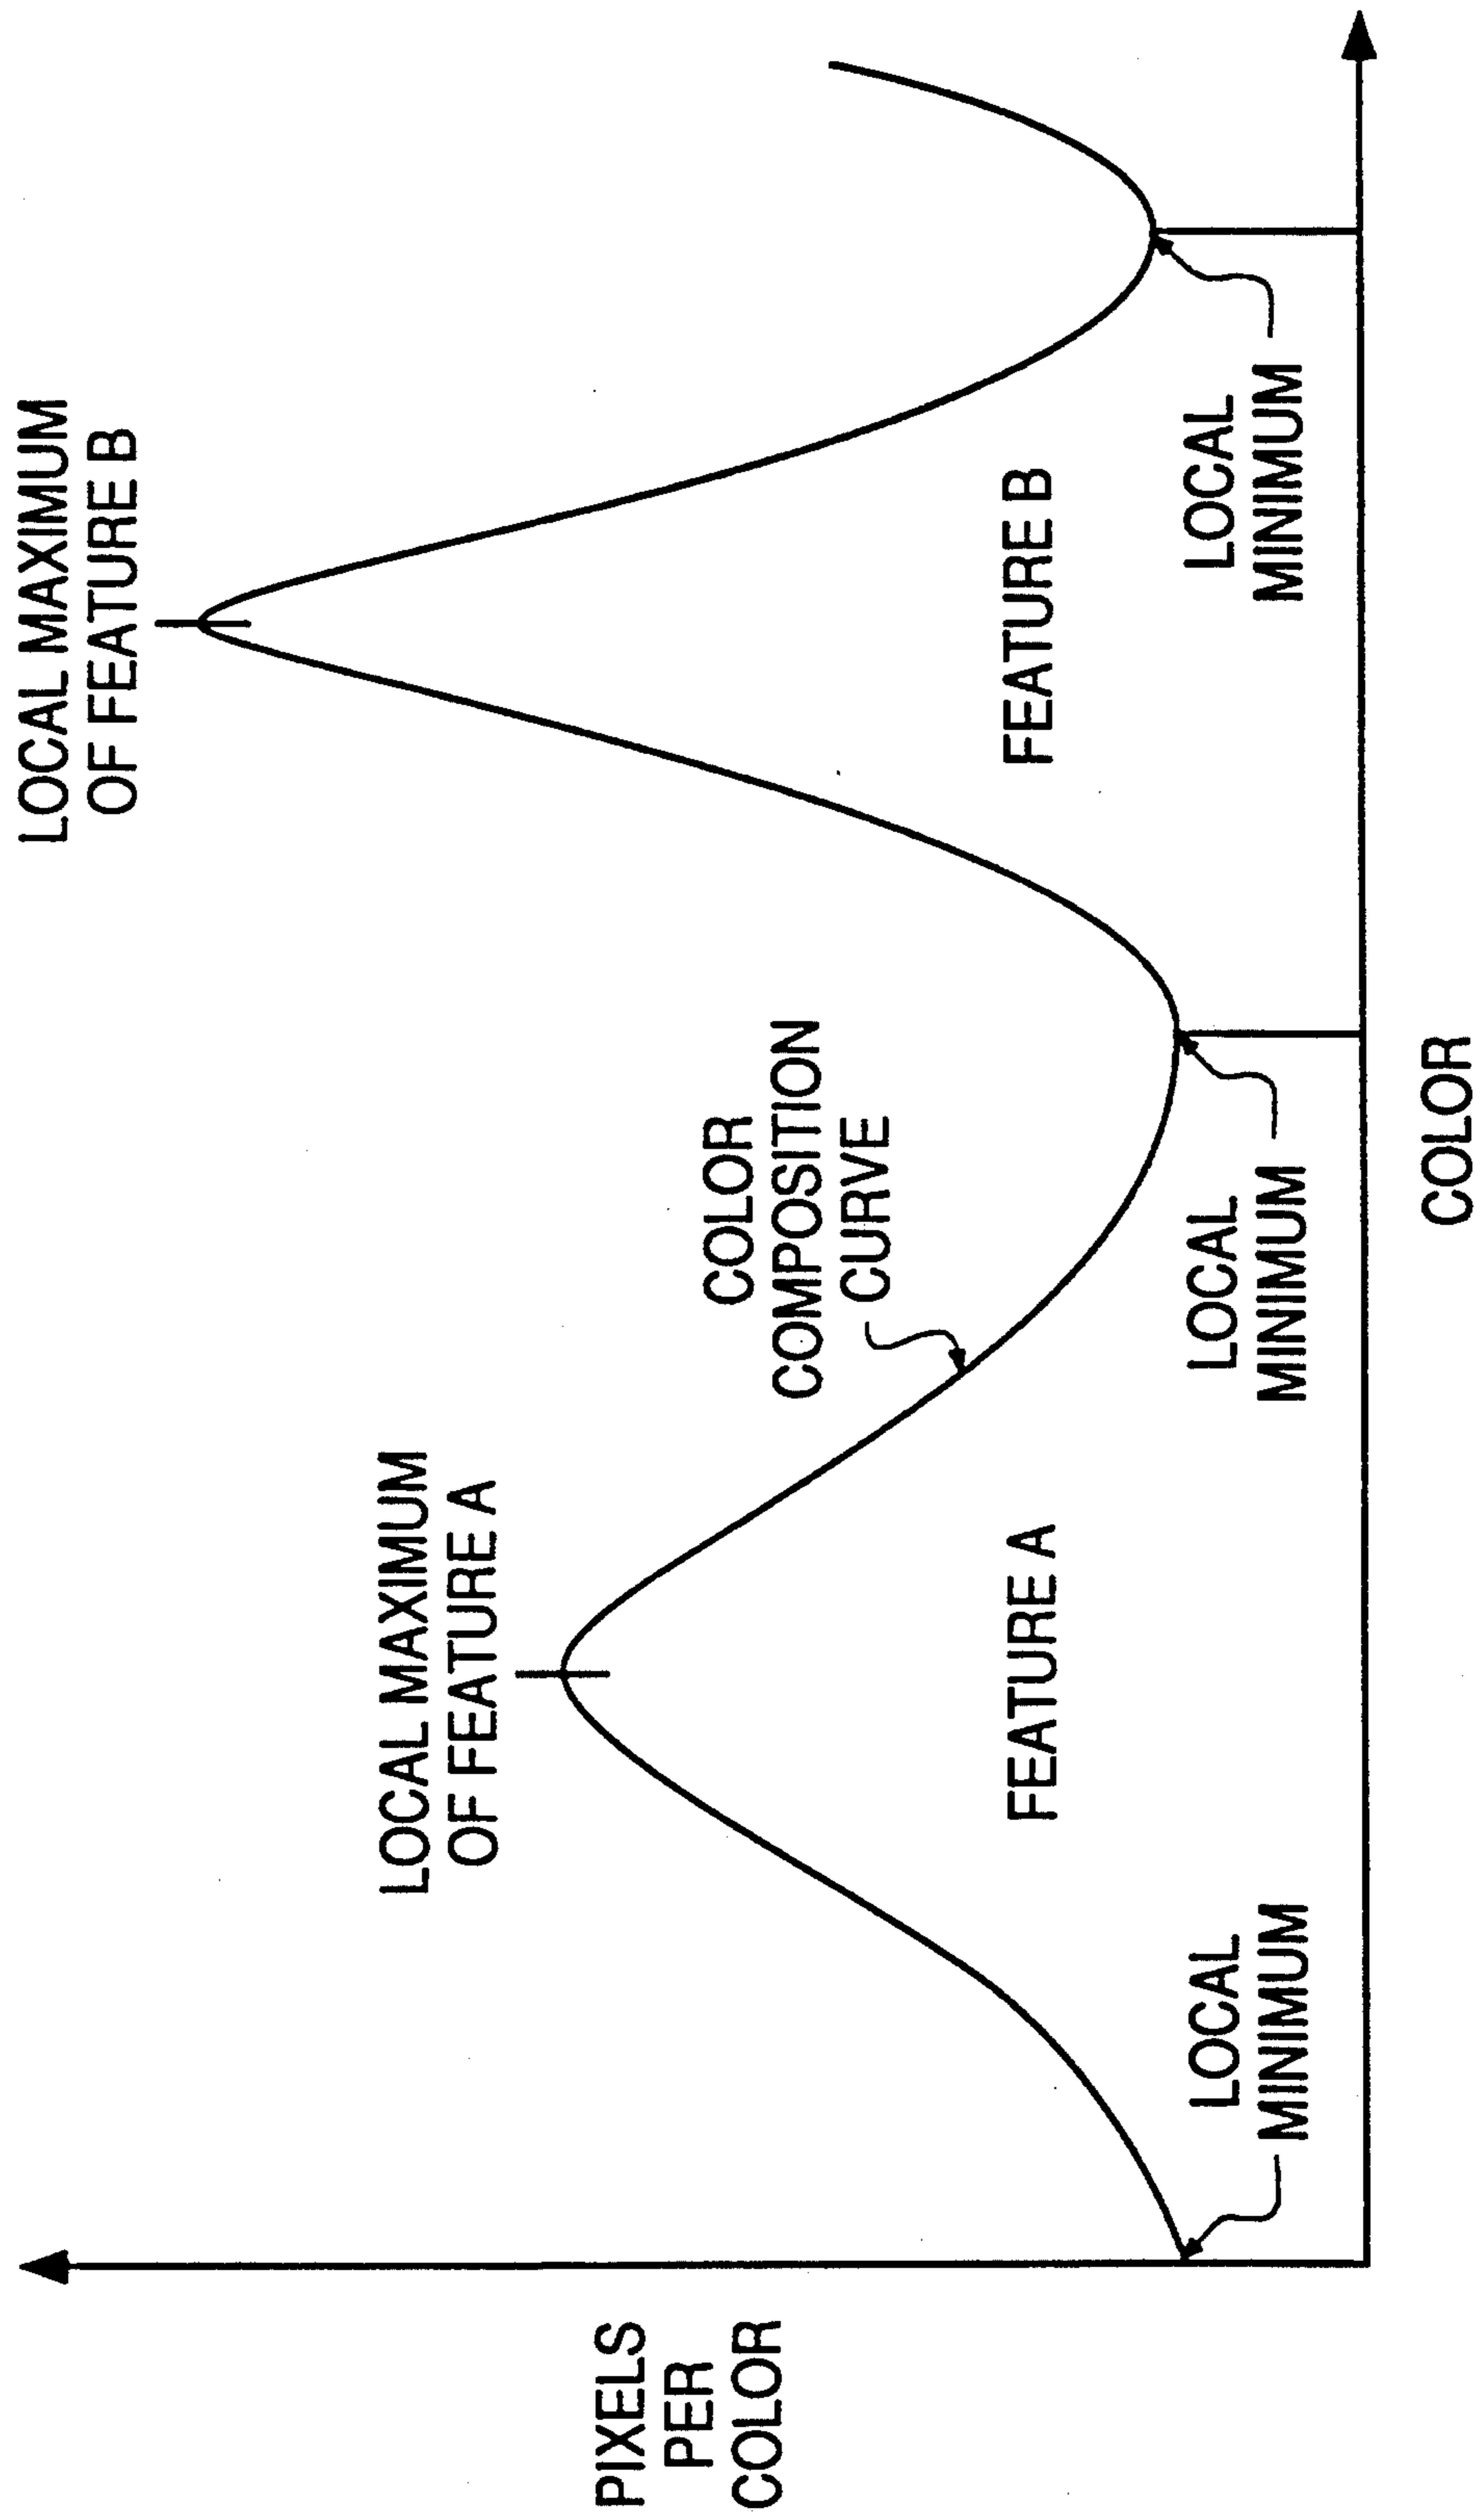 LOCAL MAXIMUM
OF FEATURE B
LOCAL MAXIMUM
OF FEATURE A
PIXELS
PER
COLOR
COLOR
COMPOSITION
CURVE
FEATURE A
FEATURE B
LOCAL
MINIMUM
LOCAL
MINIMUM
LOCAL
MINIMUM
COLOR